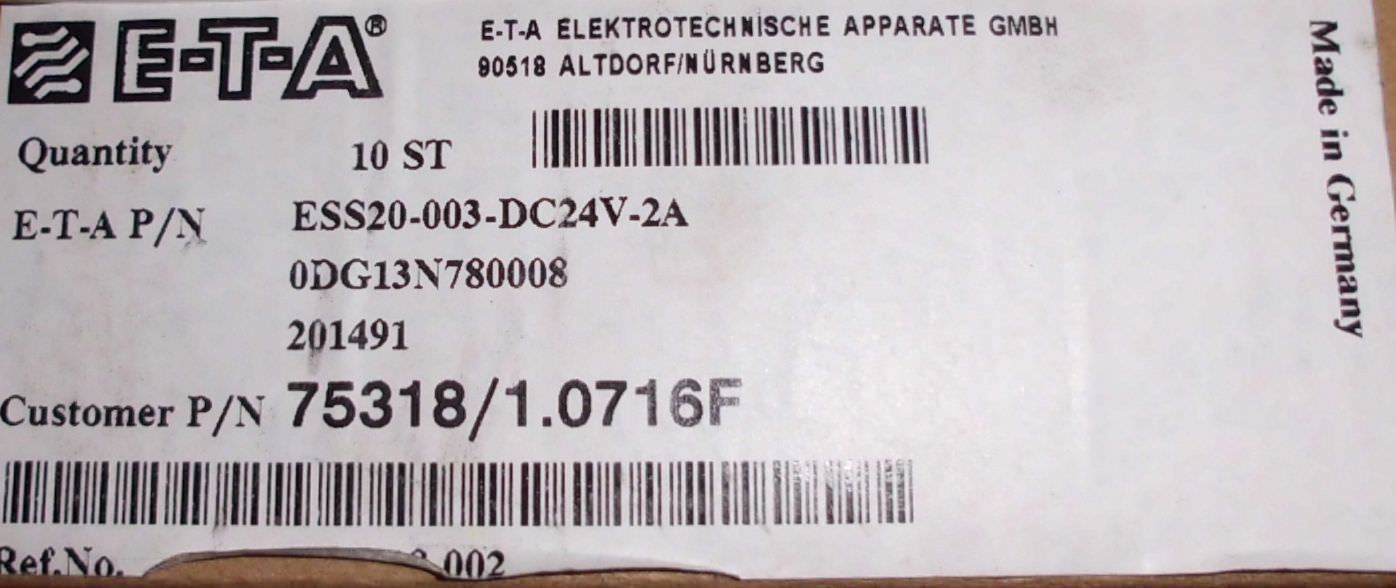 E-T-A®
E-T-A ELEKTROTECHNISCHE APPARATE GMBH
90518 ALTDORF/NÜRNBERG
Made in Germany
Quantity 10 ST
E-T-A P/N ESS20-003-DC24V-2A
0DG13N780008
201491
Customer P/N 75318/1.0716F
Ref.No. 002